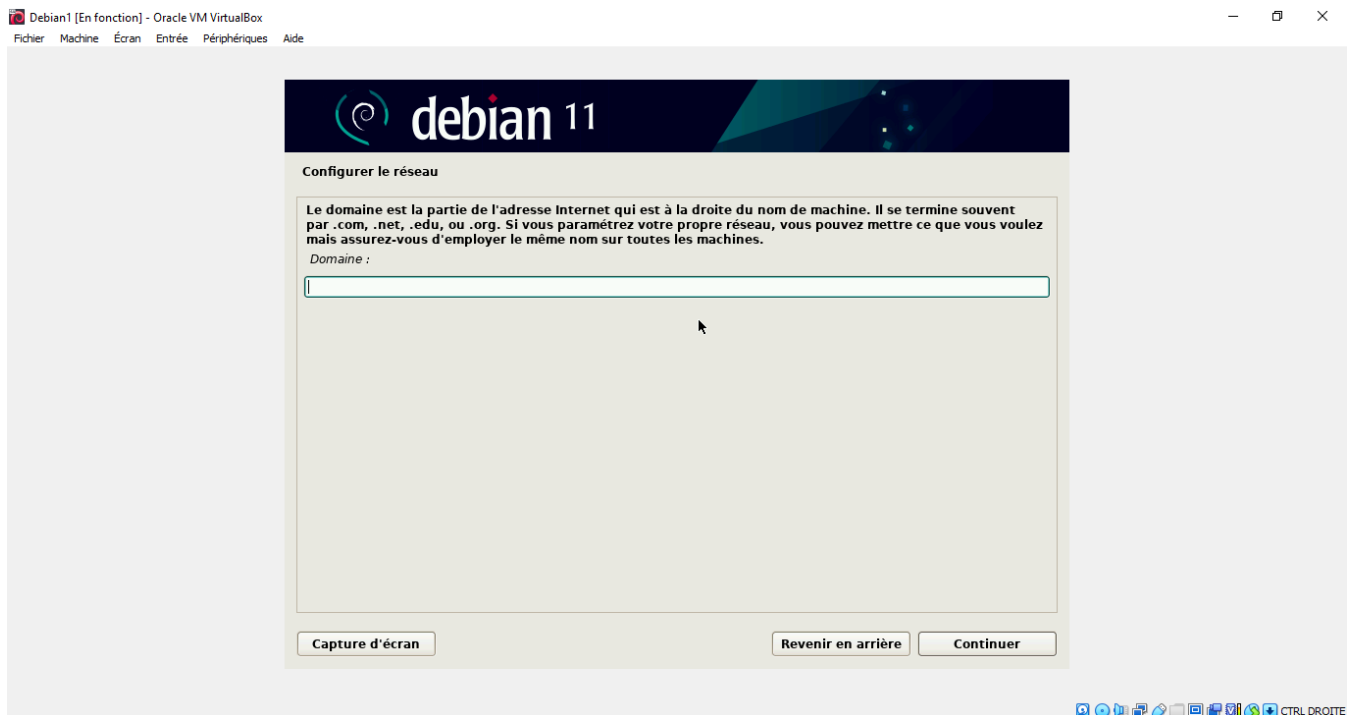 Debian1 [En fonction] - Oracle VM VirtualBox
Fichier Machine Écran Entrée Périphériques Aide
debian 11
Configurer le réseau
Le domaine est la partie de l'adresse Internet qui est à la droite du nom de machine. Il se termine souvent
par .com, .net, .edu, ou .org. Si vous paramétrez votre propre réseau, vous pouvez mettre ce que vous voulez
mais assurez-vous d'employer le même nom sur toutes les machines.
Domaine :
Capture d'écran Revenir en arrière Continuer
CTRL DROITE